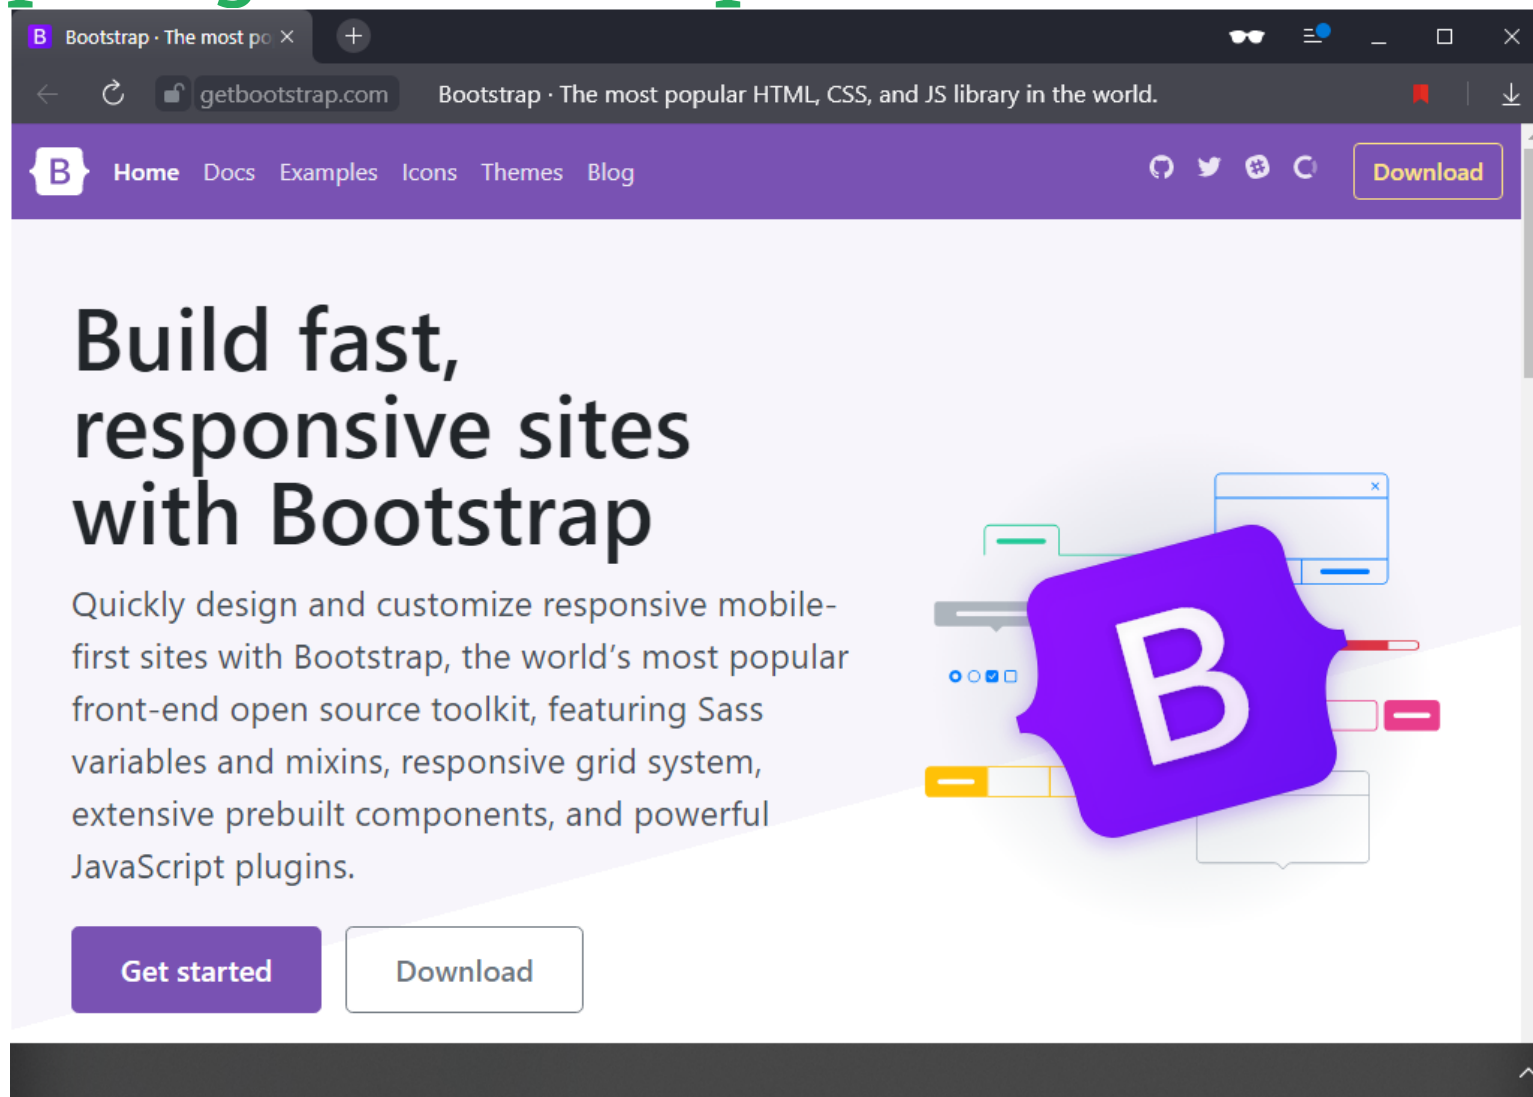 B Bootstrap · The most po
getbootstrap.com Bootstrap · The most popular HTML, CSS, and JS library in the world.
B Home Docs Examples Icons Themes Blog Download
Build fast,
responsive sites
with Bootstrap
Quickly design and customize responsive mobile-
first sites with Bootstrap, the world’s most popular
front-end open source toolkit, featuring Sass
variables and mixins, responsive grid system,
extensive prebuilt components, and powerful
JavaScript plugins.
B
Get started Download